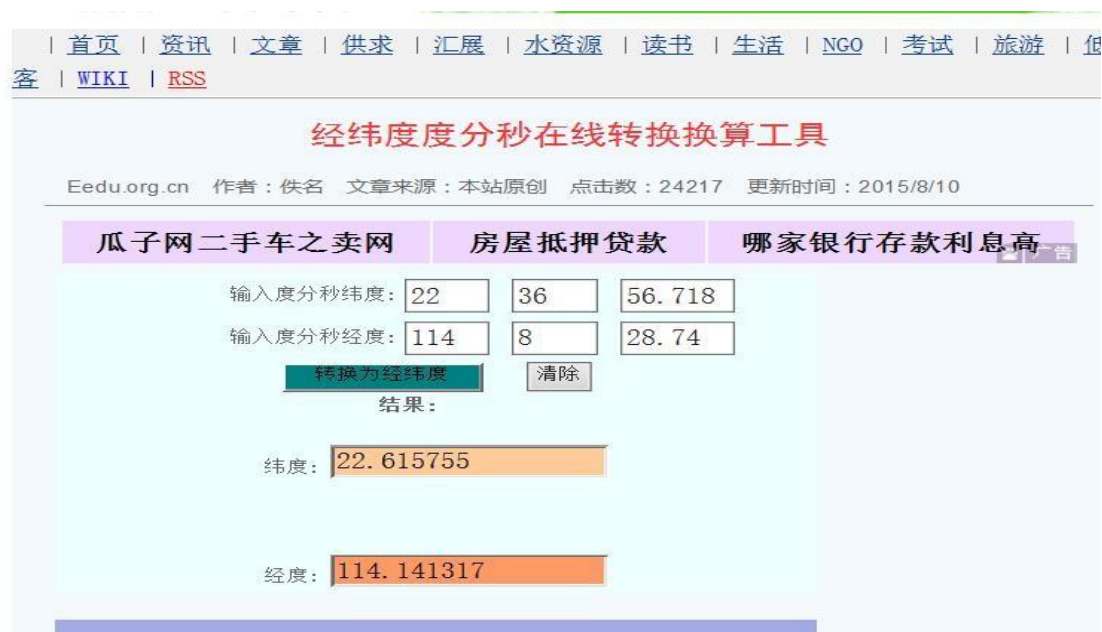 | 首页 | 资讯 | 文章 | 供求 | 汇展 | 水资源 | 读书 | 生活 | NGO | 考试 | 旅游 |
客 | WIKI | RSS
经纬度度分秒在线转换换算工具
Eedu.org.cn 作者：佚名 文章来源：本站原创 点击数：24217 更新时间：2015/8/10
瓜子网二手车之卖网 房屋抵押贷款 哪家银行存款利息高
广告
输入度分秒纬度: 22 36 56.718
输入度分秒经度: 114 8 28.74
转换为经纬度 清除
结果:
纬度: 22.615755
经度: 114.141317